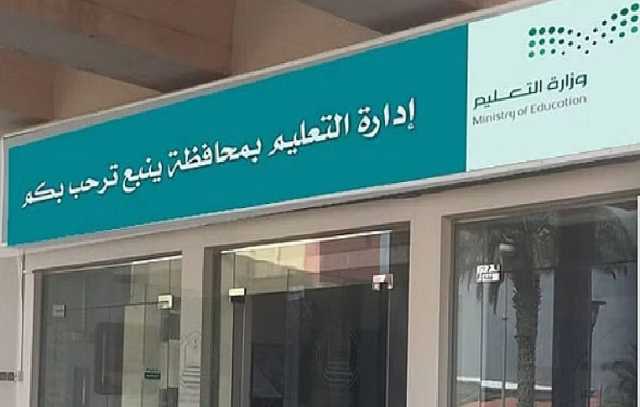 إدارة التعليم بمحافظة ينبع ترحب بكم
وزارة التعليم
Ministry of Education